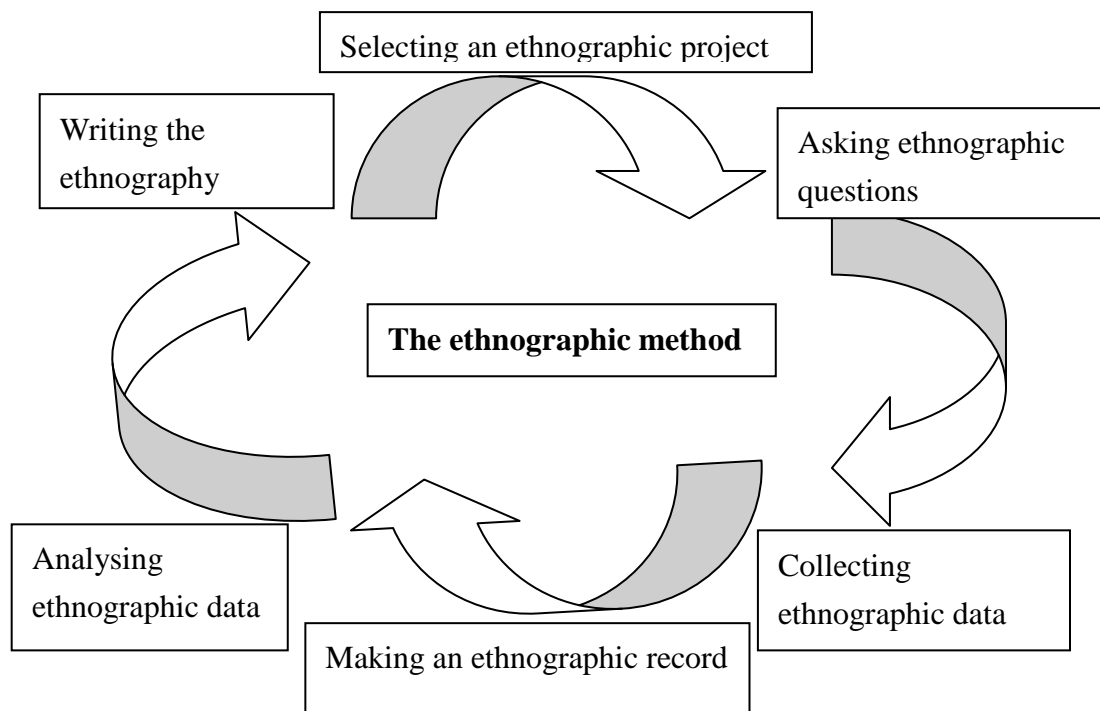 Selecting an ethnographic project
Writing the
ethnography
Asking ethnographic
questions
The ethnographic method
Analysing
ethnographic data
Collecting
ethnographic data
Making an ethnographic record